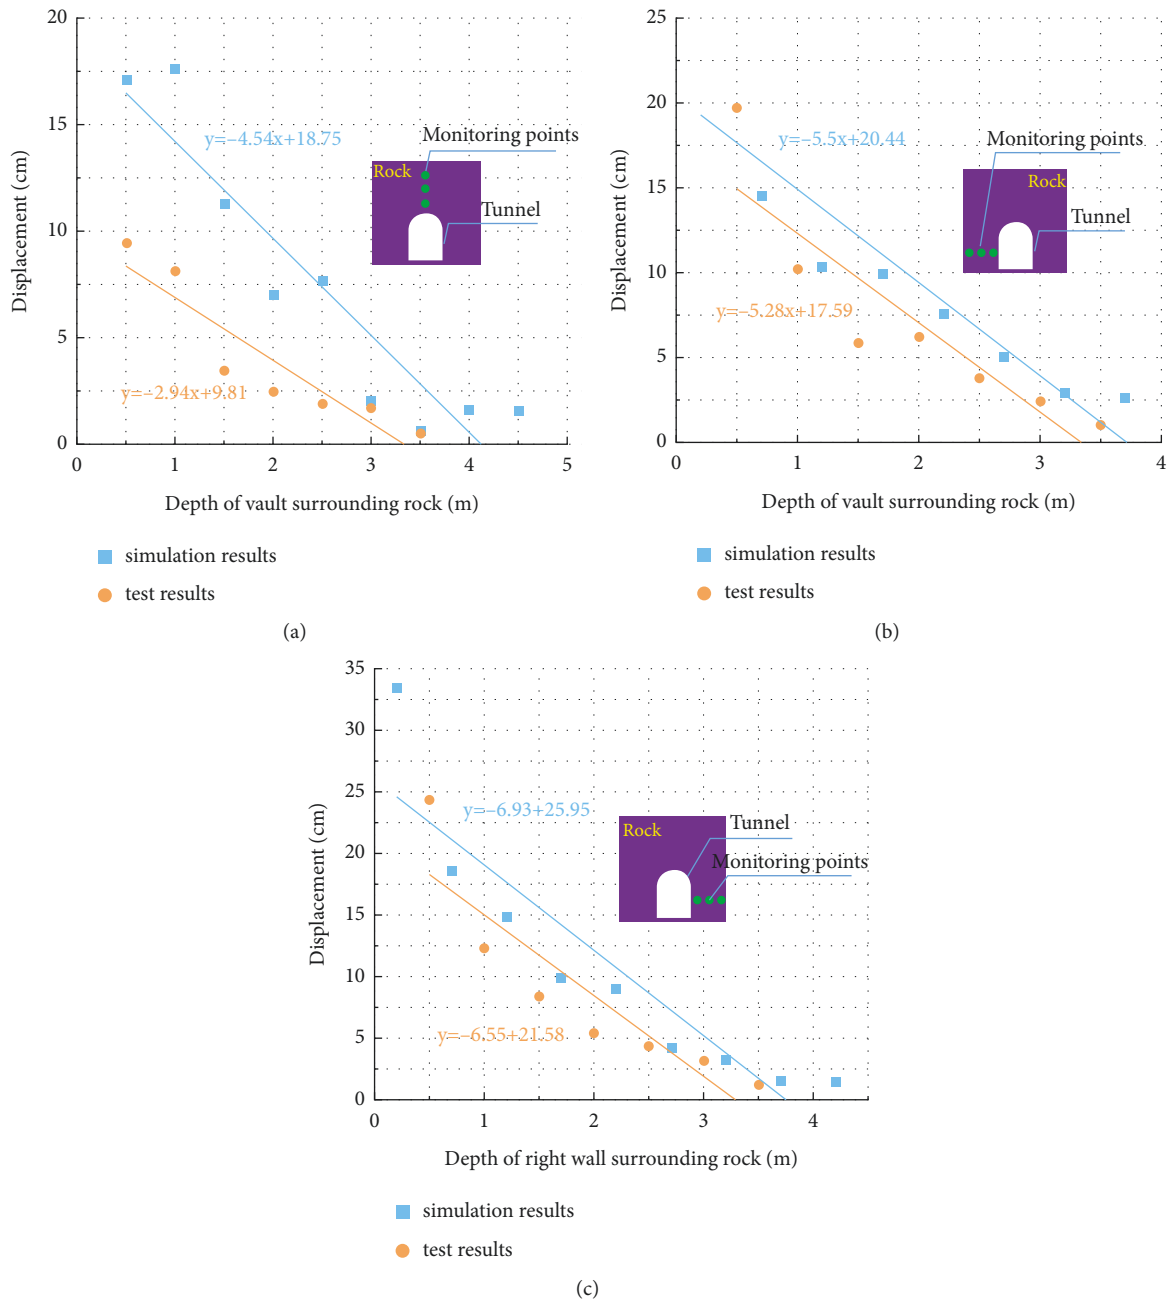 20
15
10
5
0
Displacement (cm)
y=–4.54x+18.75
y=–2.94x+9.81
Monitoring points
Rock
Tunnel
0 1 2 3 4 5
Depth of vault surrounding rock (m)
simulation results
test results
(a)
25
20
15
10
5
0
Displacement (cm)
y=–5.5x+20.44
y=–5.28x+17.59
Monitoring points
Rock
Tunnel
0 1 2 3 4
Depth of vault surrounding rock (m)
simulation results
test results
(b)
35
30
25
20
15
10
5
0
Displacement (cm)
y=–6.93+25.95
y=–6.55+21.58
Rock
Tunnel
Monitoring points
0 1 2 3 4
Depth of right wall surrounding rock (m)
simulation results
test results
(c)